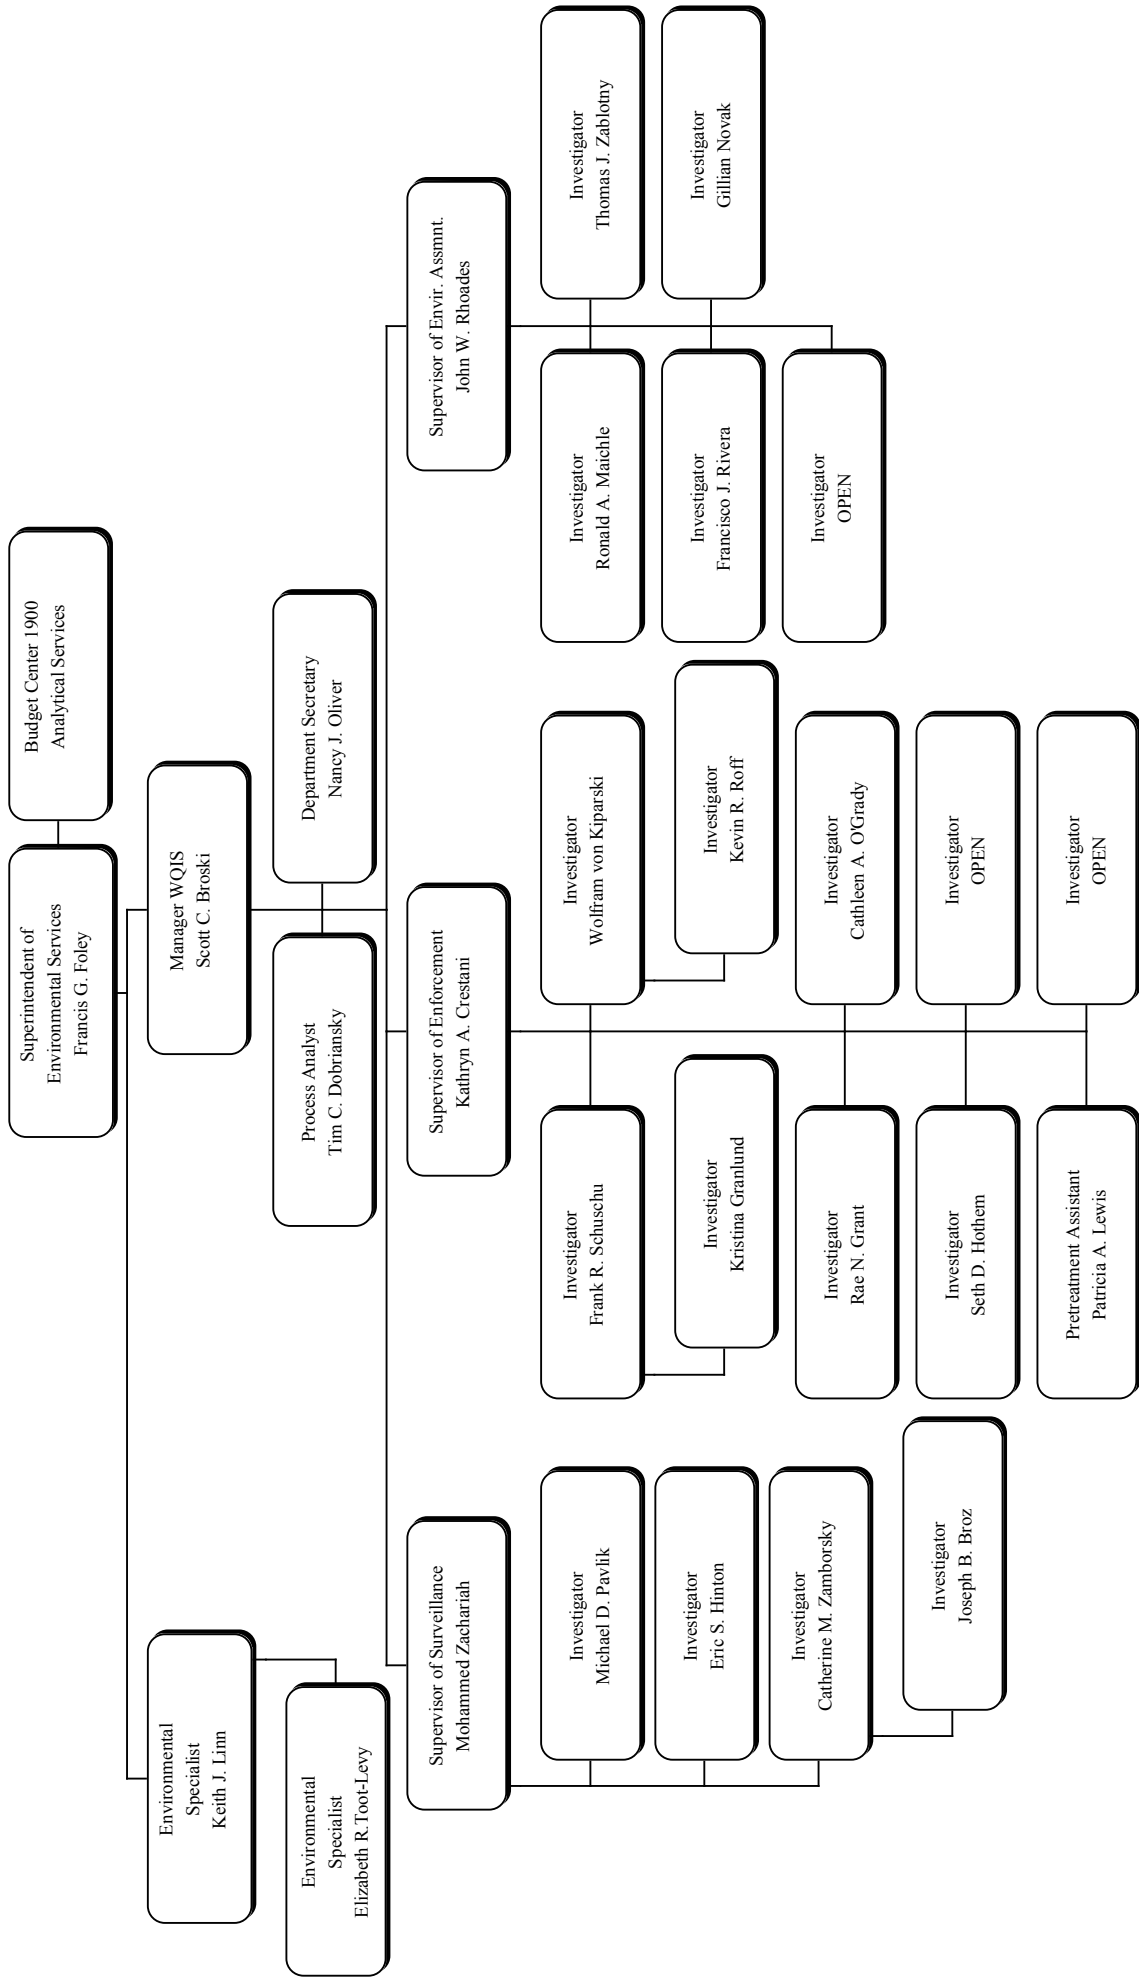 Superintendent of
Environmental Services
Francis G. Foley
Budget Center 1900
Analytical Services
Environmental
Specialist
Keith J. Linn
Manager WQIS
Scott C. Broski
Environmental
Specialist
Elizabeth R.Toot-Levy
Process Analyst
Tim C. Dobriansky
Department Secretary
Nancy J. Oliver
Supervisor of Surveillance
Mohammed Zachariah
Supervisor of Enforcement
Kathryn A. Crestani
Supervisor of Envir. Assmnt.
John W. Rhoades
Investigator
Michael D. Pavlik
Investigator
Eric S. Hinton
Investigator
Catherine M. Zamborsky
Investigator
Joseph B. Broz
Investigator
Frank R. Schuschu
Investigator
Wolfram von Kiparski
Investigator
Kristina Granlund
Investigator
Kevin R. Roff
Investigator
Rae N. Grant
Investigator
Cathleen A. O'Grady
Investigator
Seth D. Hothem
Investigator
OPEN
Pretreatment Assistant
Patricia A. Lewis
Investigator
OPEN
Investigator
Ronald A. Maichle
Investigator
Thomas J. Zablotny
Investigator
Francisco J. Rivera
Investigator
Gillian Novak
Investigator
OPEN